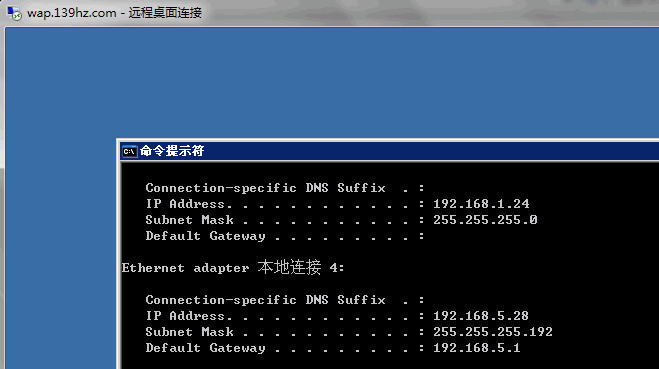 wap.139hz.com - 远程桌面连接
命令提示符
Connection-specific DNS Suffix  . :
IP Address. . . . . . . . . . . . : 192.168.1.24
Subnet Mask . . . . . . . . . . . : 255.255.255.0
Default Gateway . . . . . . . . . :
Ethernet adapter 本地连接 4:
Connection-specific DNS Suffix  . :
IP Address. . . . . . . . . . . . : 192.168.5.28
Subnet Mask . . . . . . . . . . . : 255.255.255.192
Default Gateway . . . . . . . . . : 192.168.5.1